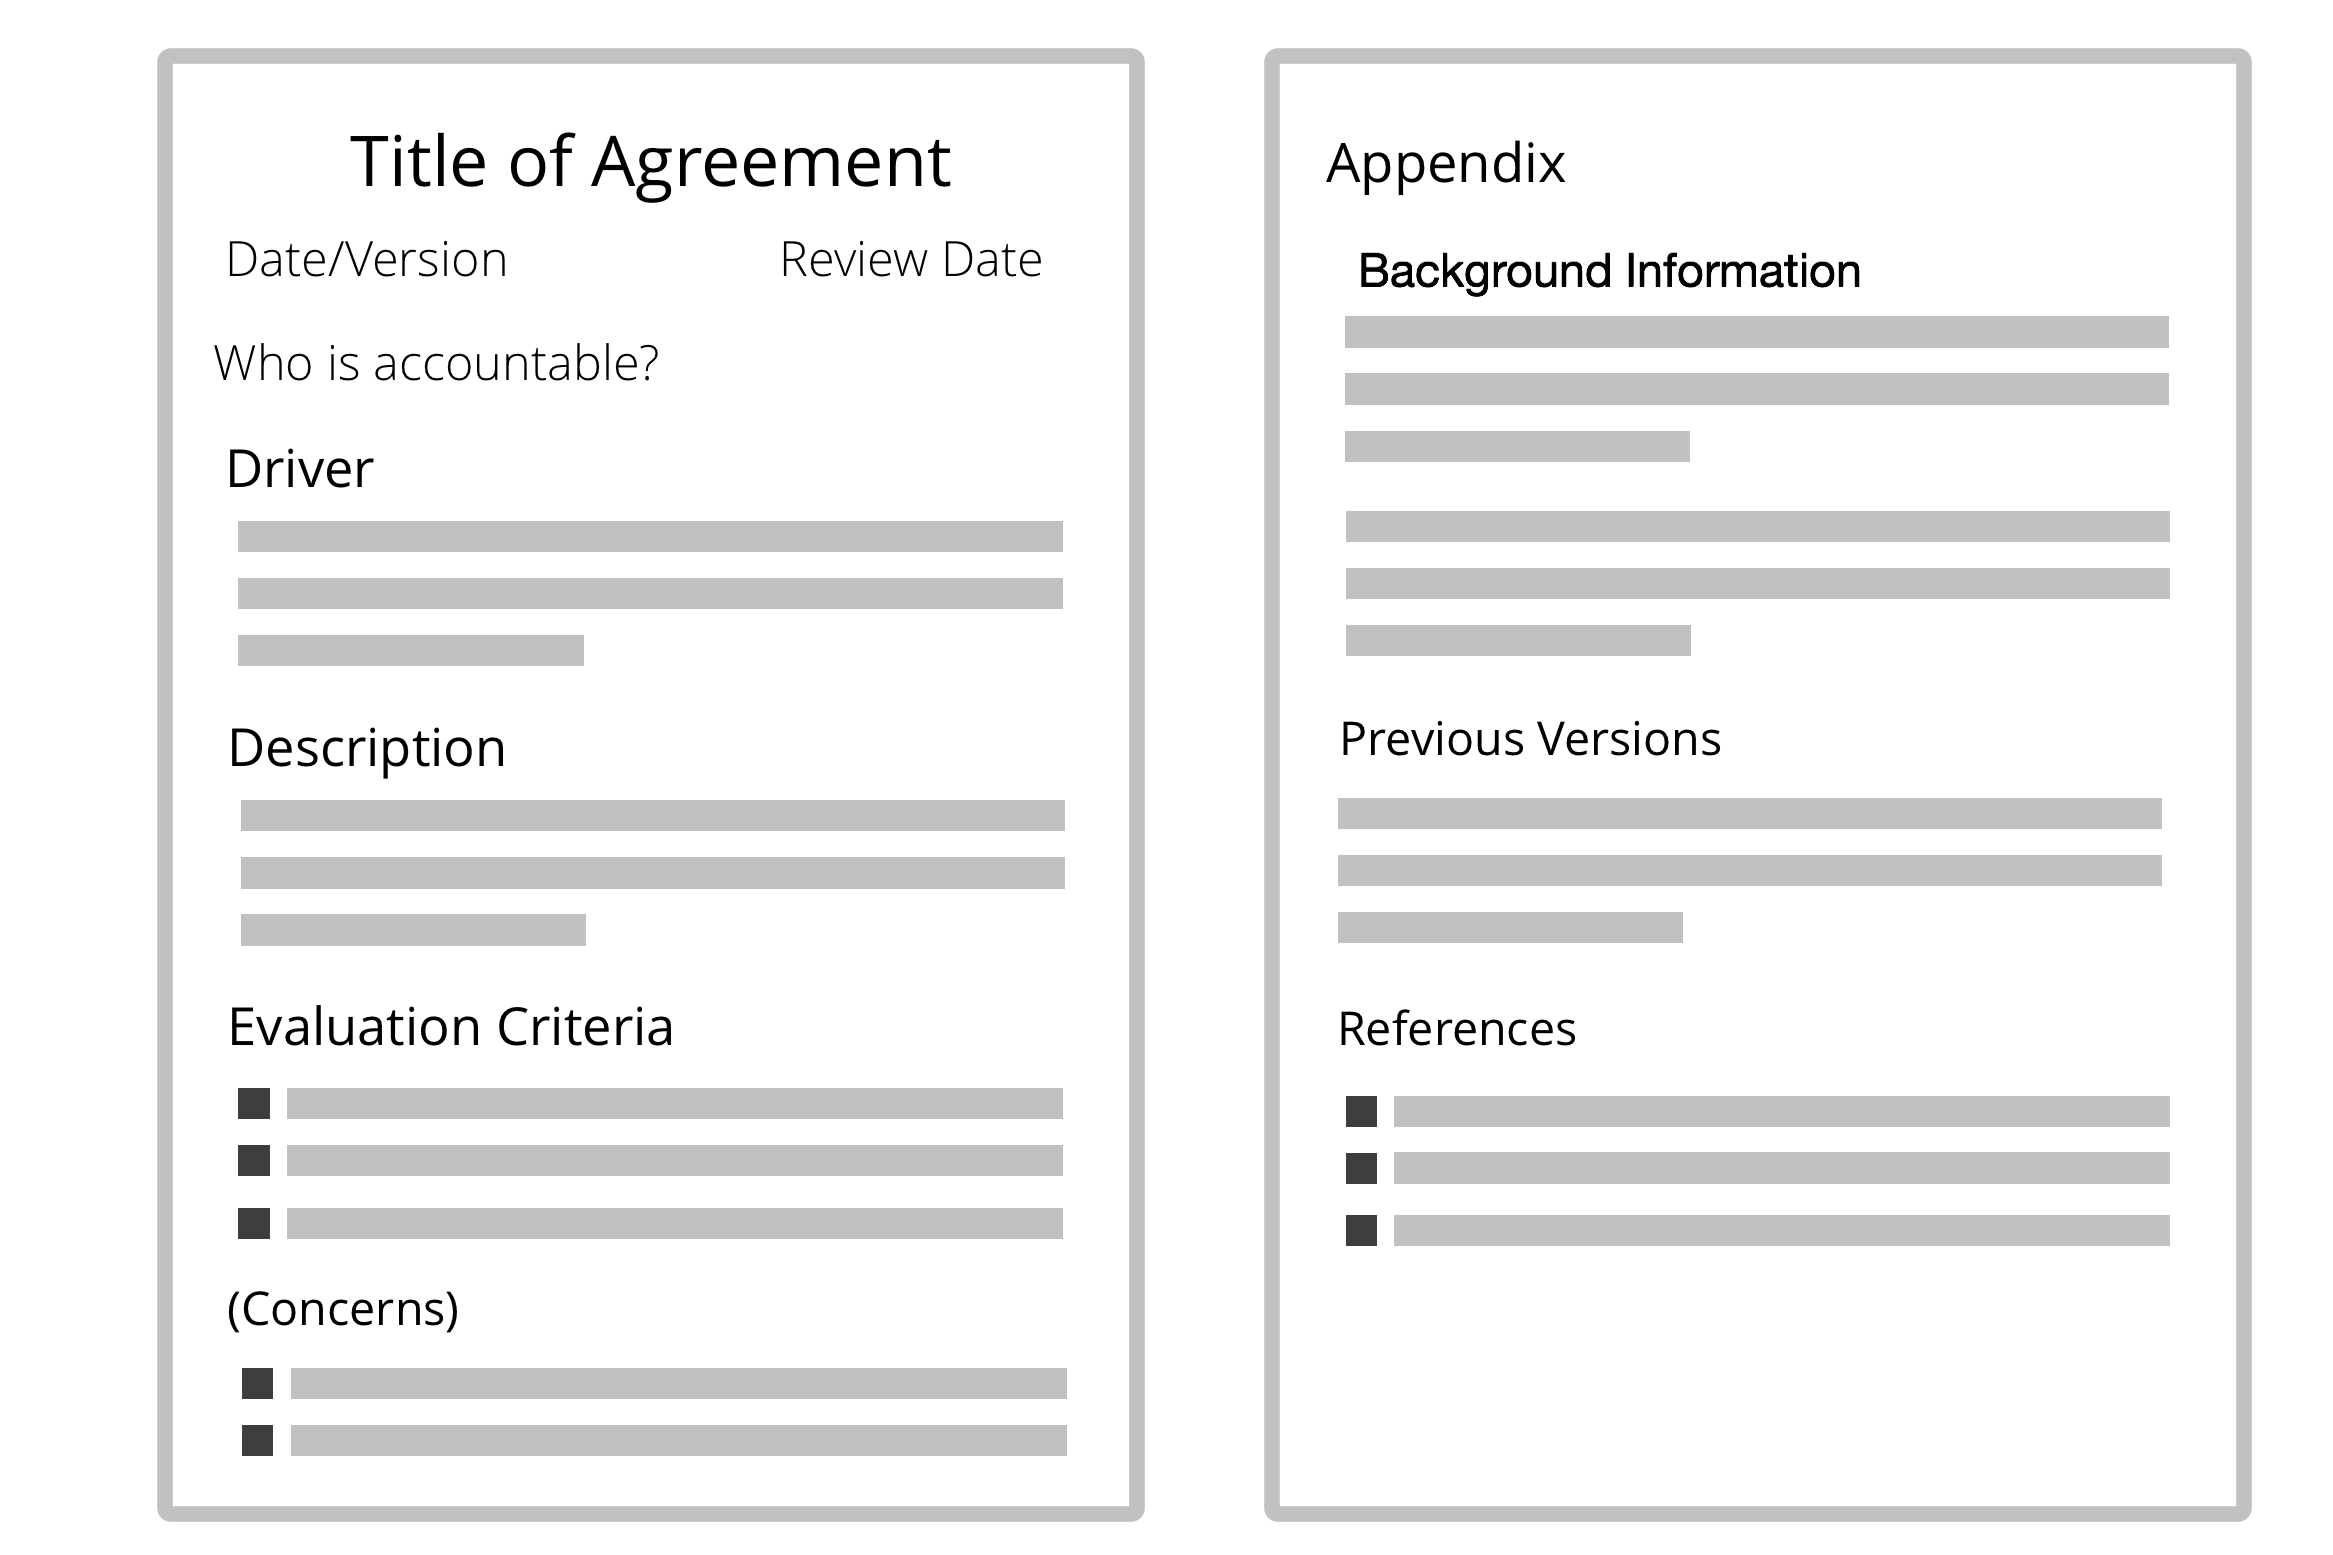 Title of Agreement
Date/Version Review Date
Who is accountable?
Driver
Description
Evaluation Criteria
(Concerns)
Appendix
Background Information
Previous Versions
References